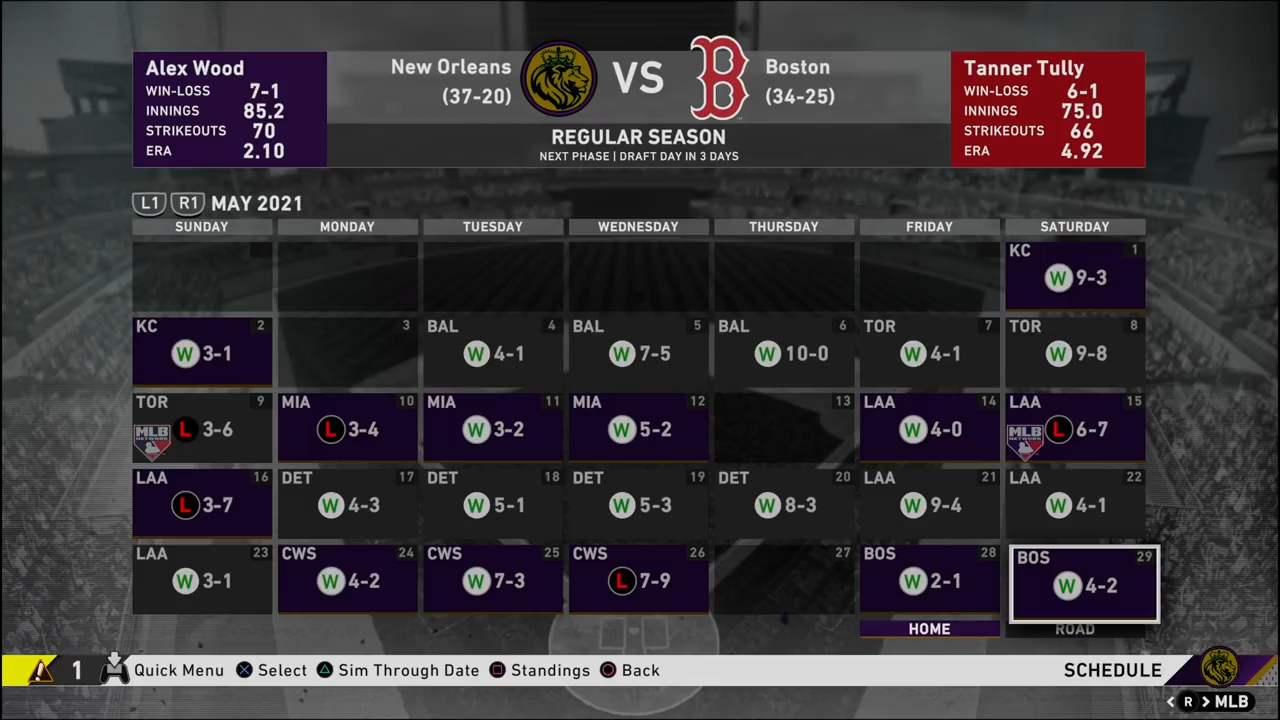 Alex Wood
WIN-LOSS 7-1
INNINGS 85.2
STRIKEOUTS 70
ERA 2.10
New Orleans
(37-20)
VS
B
Boston
(34-25)
REGULAR SEASON
NEXT PHASE | DRAFT DAY IN 3 DAYS
Tanner Tully
WIN-LOSS 6-1
INNINGS 75.0
STRIKEOUTS 66
ERA 4.92
L1 R1 MAY 2021
SUNDAY MONDAY TUESDAY WEDNESDAY THURSDAY FRIDAY SATURDAY
KC 1
W 9-3
KC 2 3 BAL 4 BAL 5 BAL 6 TOR 7 TOR 8
W 3-1 W 4-1 W 7-5 W 10-0 W 4-1 W 9-8
TOR 9 MIA 10 MIA 11 MIA 12 13 LAA 14 LAA 15
MLB NETWORK L 3-6 L 3-4 W 3-2 W 5-2 W 4-0 MLB NETWORK L 6-7
LAA 16 DET 17 DET 18 DET 19 DET 20 LAA 21 LAA 22
L 3-7 W 4-3 W 5-1 W 5-3 W 8-3 W 9-4 W 4-1
LAA 23 CWS 24 CWS 25 CWS 26 27 BOS 28 BOS 29
W 3-1 W 4-2 W 7-3 L 7-9 W 2-1 W 4-2
HOME ROAD
1 Quick Menu Select Sim Through Date Standings Back SCHEDULE
< R > MLB